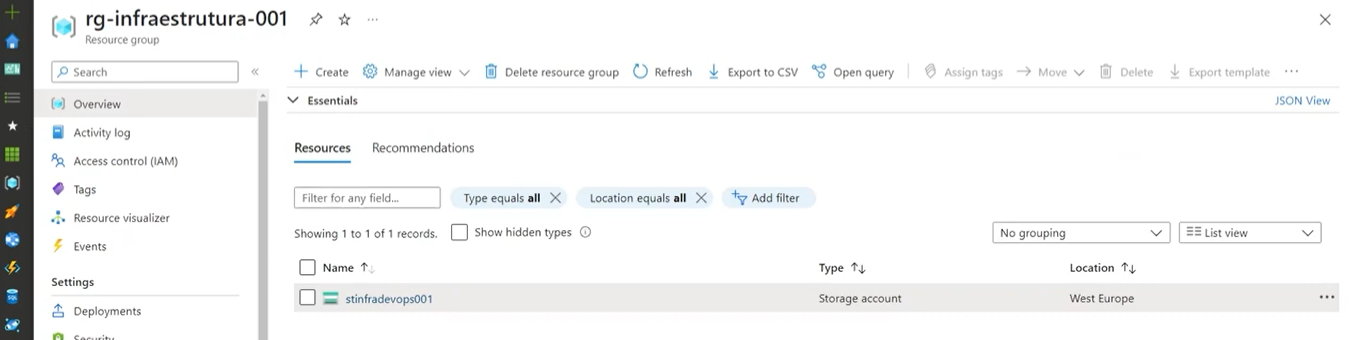 rg-infraestrutura-001
Resource group
Search
Create Manage view Delete resource group Refresh Export to CSV Open query Assign tags Move Delete Export template
Overview
Essentials JSON View
Activity log
Resources Recommendations
Access control (IAM)
Tags
Filter for any field... Type equals all Location equals all Add filter
Resource visualizer
Showing 1 to 1 of 1 records. Show hidden types No grouping List view
Events
Name Type Location
Settings
stinfradevops001 Storage account West Europe
Deployments
Security